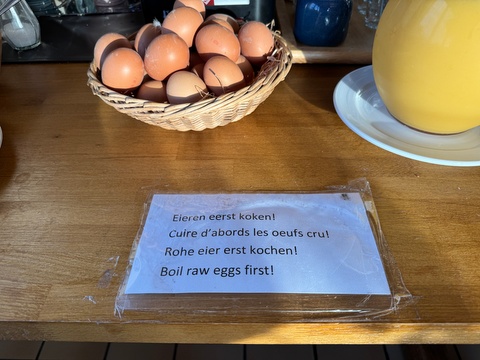 Eieren eerst koken!
Cuire d'abords les oeufs cru!
Rohe eier erst kochen!
Boil raw eggs first!